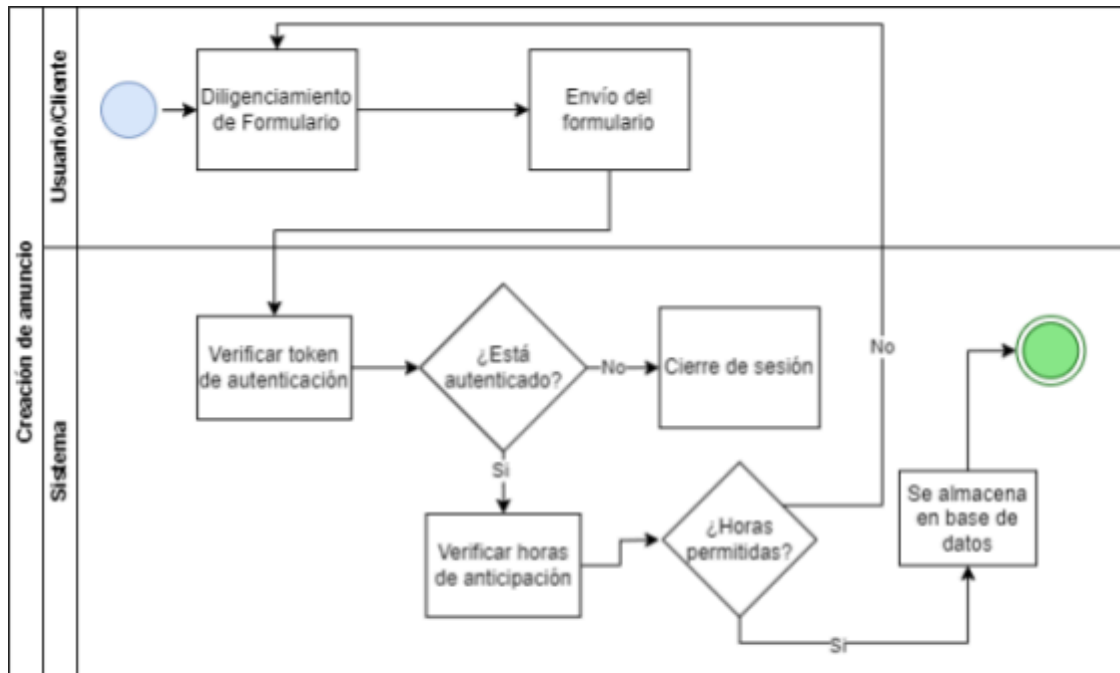 Creación de anuncio
Usuario/Cliente
Diligenciamiento
de Formulario
Envío del
formulario
Sistema
Verificar token
de autenticación
¿Está
autenticado?
No
Cierre de sesión
Si
Verificar horas
de anticipación
¿Horas
permitidas?
No
Si
Se almacena
en base de
datos